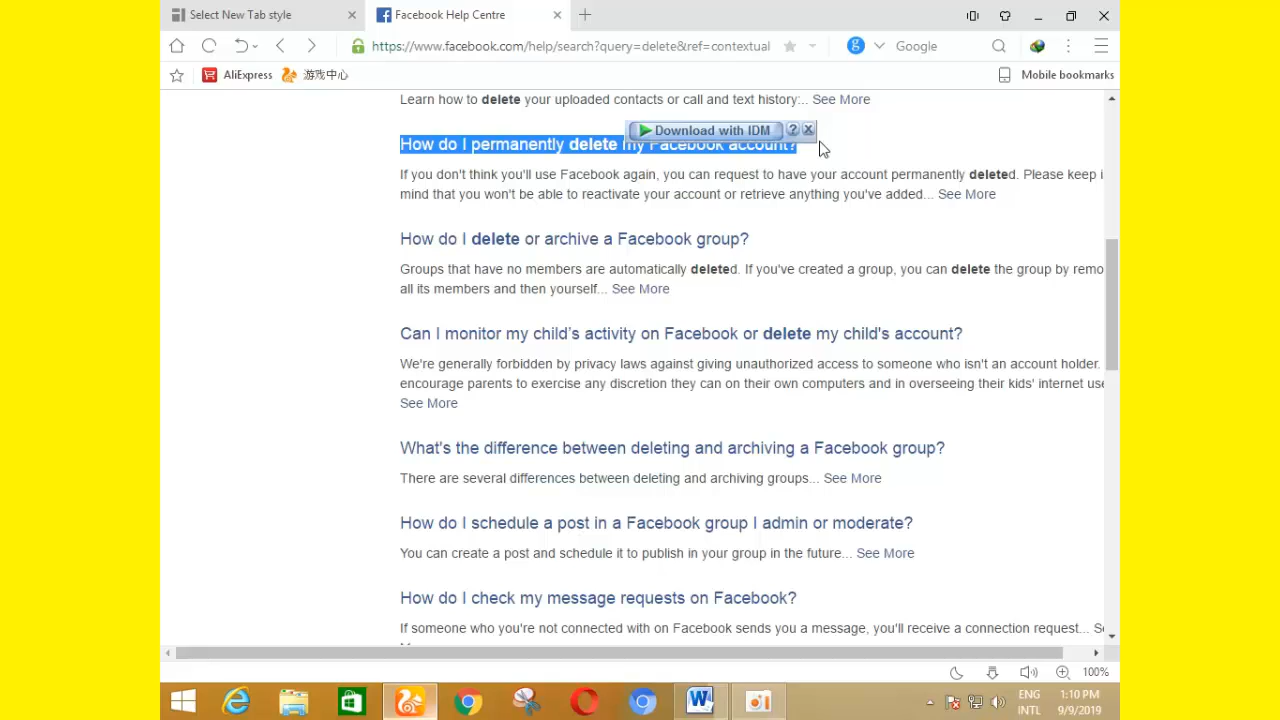 Select New Tab style
Facebook Help Centre
https://www.facebook.com/help/search?query=delete&ref=contextual
Google
AliExpress
游戏中心
Mobile bookmarks
Learn how to delete your uploaded contacts or call and text history:.. See More
Download with IDM
?
How do I permanently delete my Facebook account?
If you don't think you'll use Facebook again, you can request to have your account permanently deleted. Please keep i
mind that you won't be able to reactivate your account or retrieve anything you've added... See More
How do I delete or archive a Facebook group?
Groups that have no members are automatically deleted. If you've created a group, you can delete the group by remo
all its members and then yourself... See More
Can I monitor my child's activity on Facebook or delete my child's account?
We're generally forbidden by privacy laws against giving unauthorized access to someone who isn't an account holder.
encourage parents to exercise any discretion they can on their own computers and in overseeing their kids' internet use
See More
What's the difference between deleting and archiving a Facebook group?
There are several differences between deleting and archiving groups... See More
How do I schedule a post in a Facebook group I admin or moderate?
You can create a post and schedule it to publish in your group in the future... See More
How do I check my message requests on Facebook?
If someone who you're not connected with on Facebook sends you a message, you'll receive a connection request... Se
100%
ENG
INTL
1:10 PM
9/9/2019